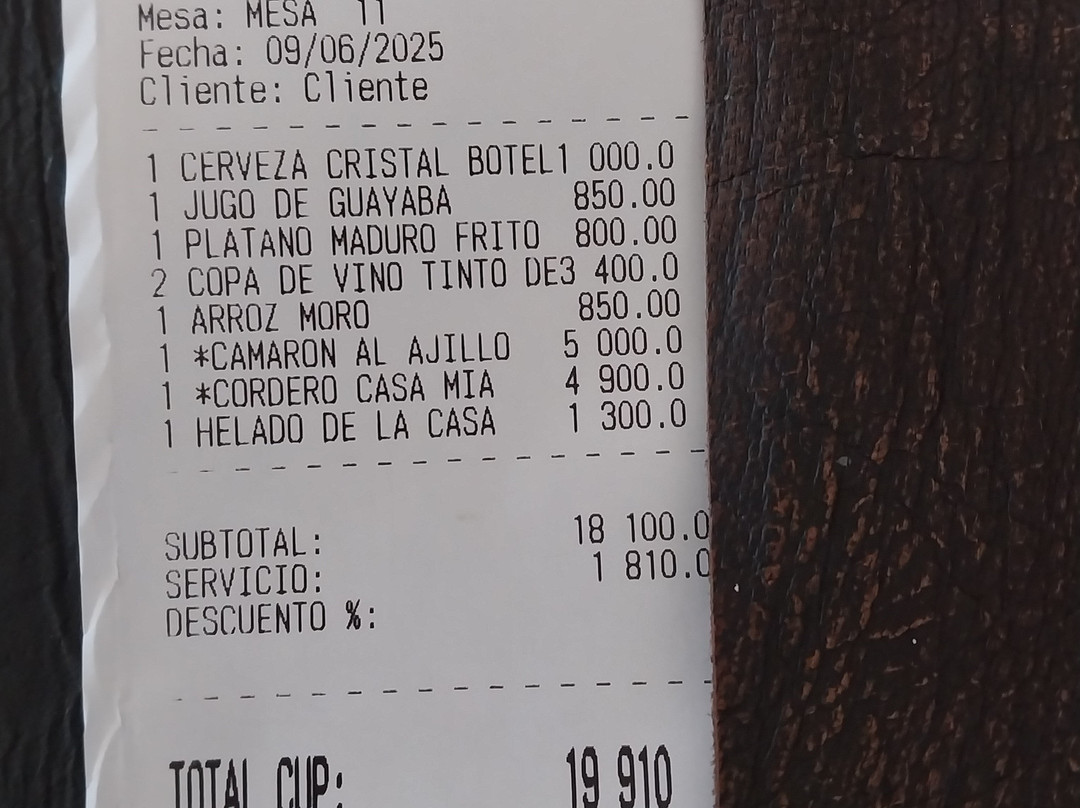 Mesa: MESA 11
Fecha: 09/06/2025
Cliente: Cliente
1 CERVEZA CRISTAL BOTEL1 000.0
1 JUGO DE GUAYABA 850.00
1 PLATANO MADURO FRITO 800.00
2 COPA DE VINO TINTO DE3 400.0
1 ARROZ MORO 850.00
1 *CAMARON AL AJILLO 5 000.0
1 *CORDERO CASA MIA 4 900.0
1 HELADO DE LA CASA 1 300.0
SUBTOTAL: 18 100.0
SERVICIO: 1 810.0
DESCUENTO %:
TOTAL CUP: 19 910